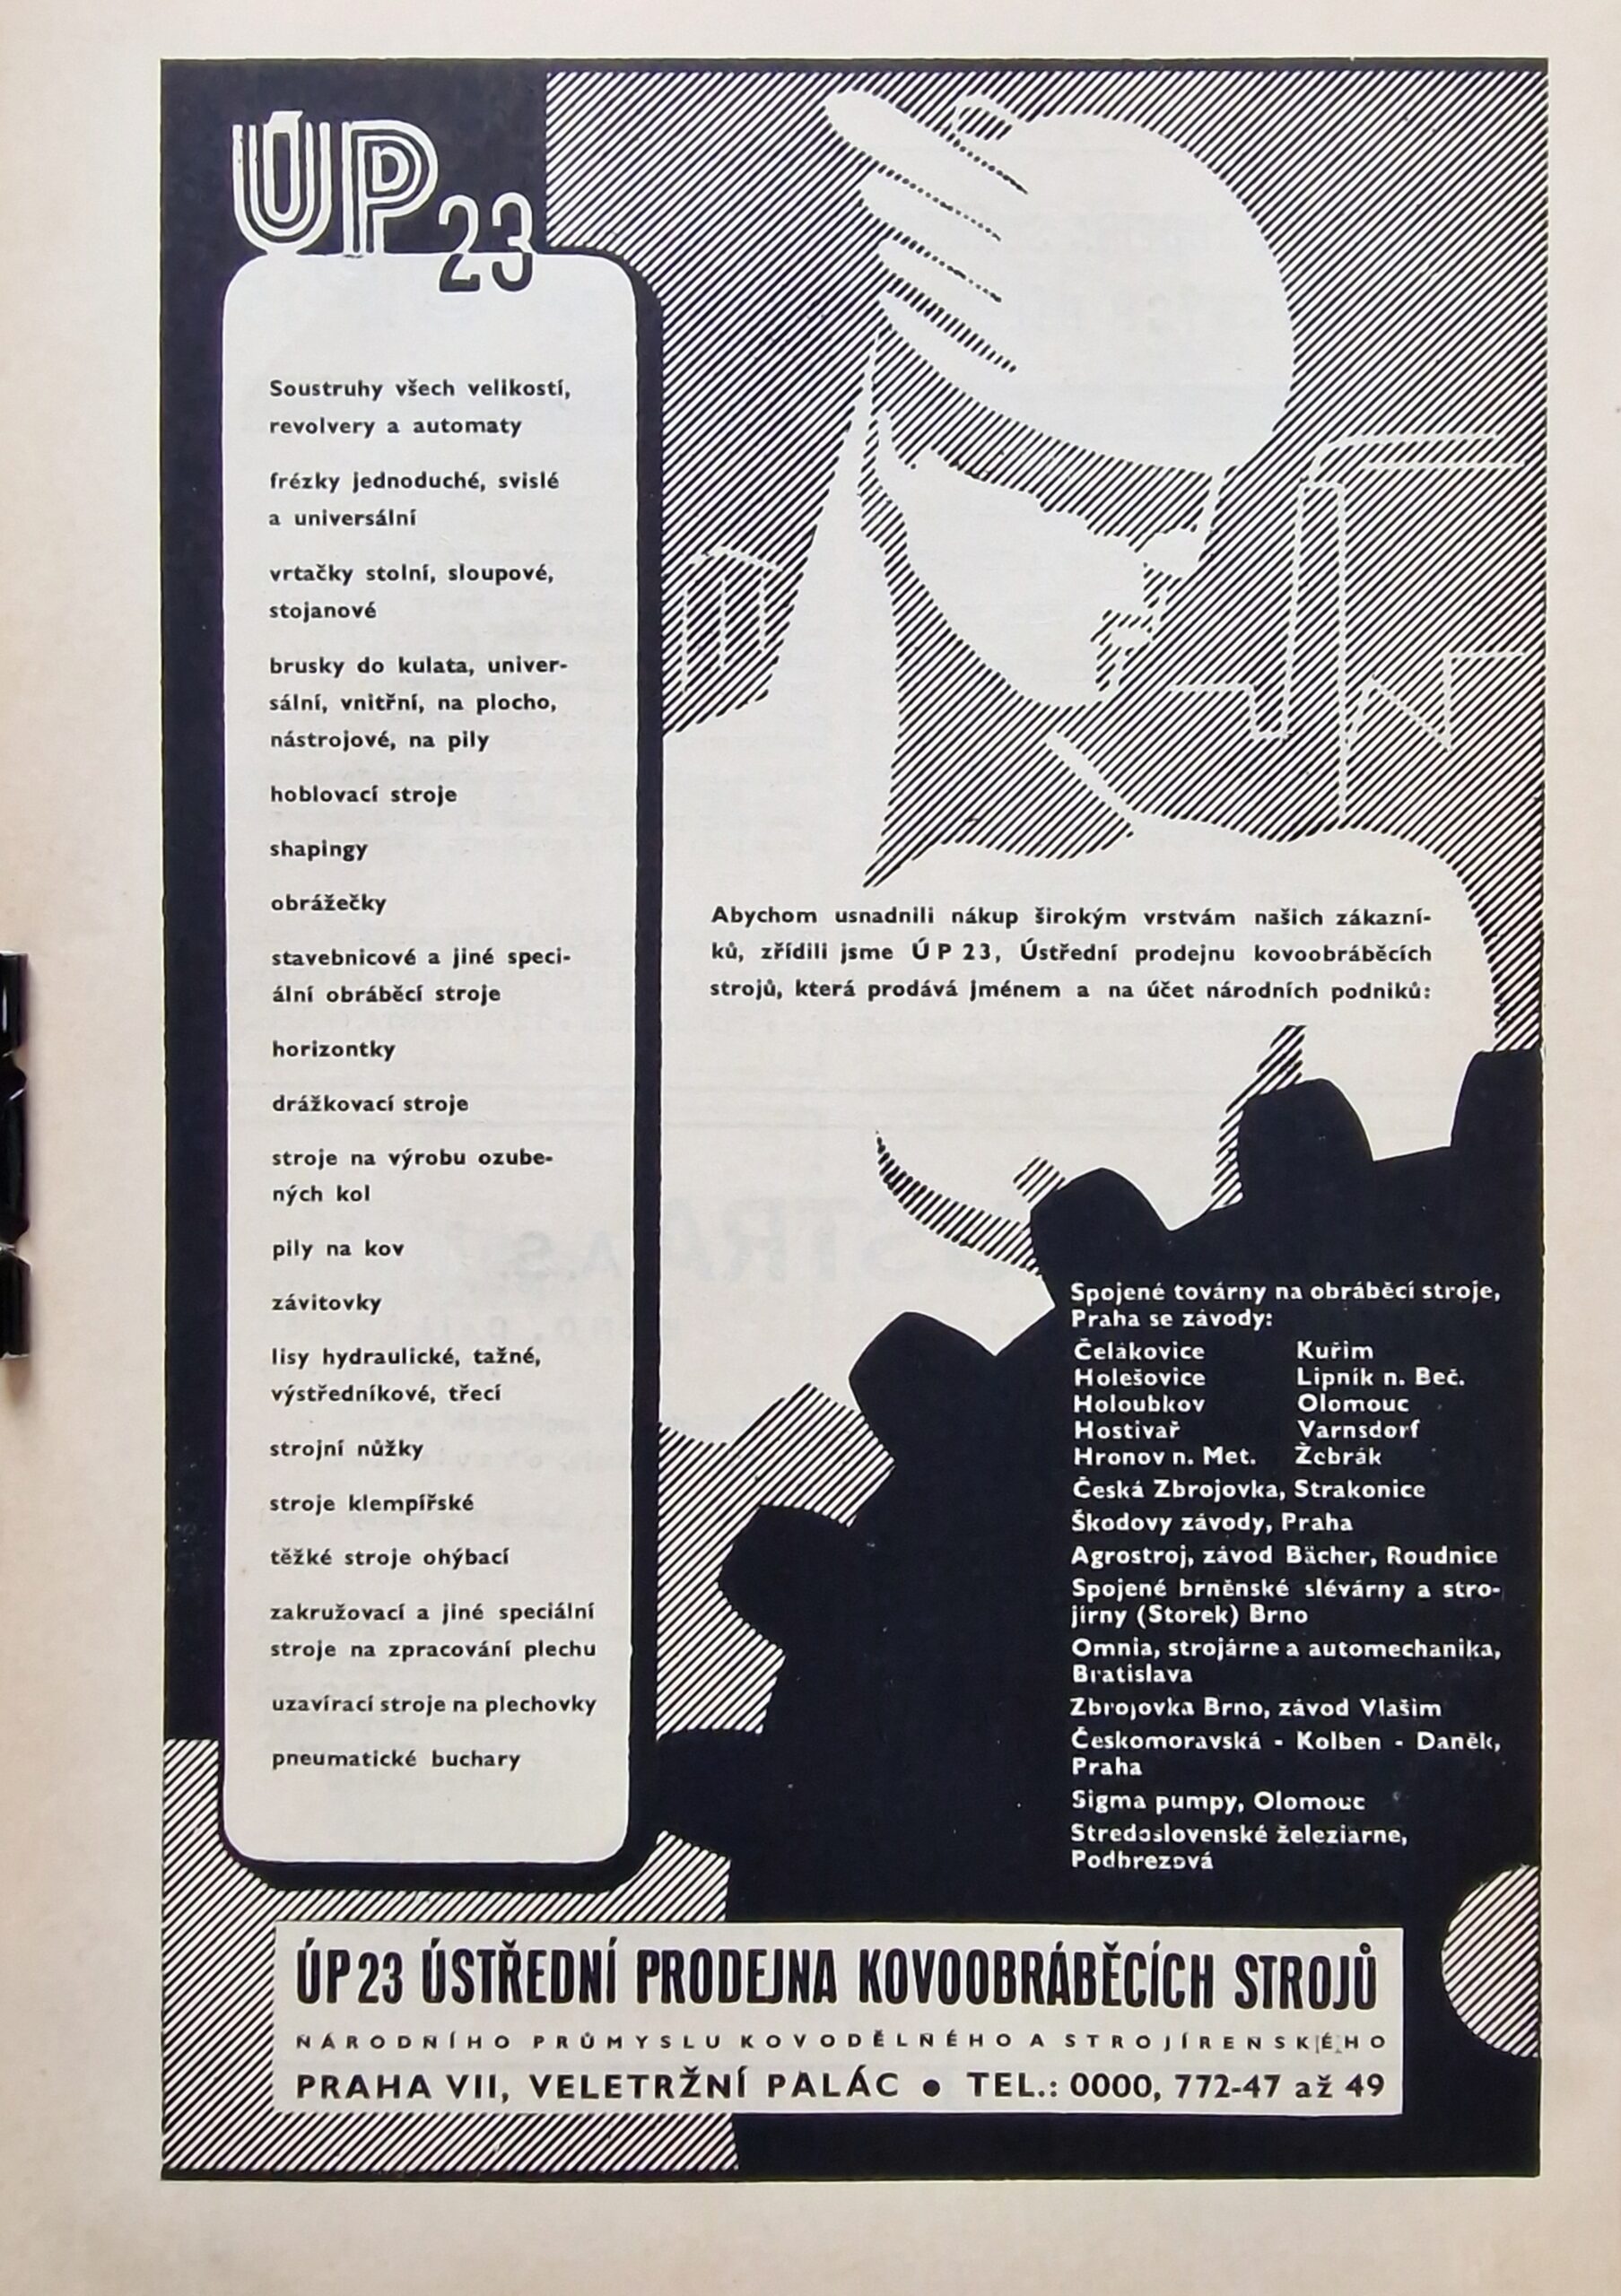 ÚP23
Soustruhy všech velikostí,
revolvery a automaty
frézky jednoduché, svislé
a universální
vrtačky stolní, sloupové,
stojanové
brusky do kulata, univer-
sální, vnitřní, na plocho,
nástrojové, na pily
hoblovací stroje
shapingy
obrážečky
stavebnicové a jiné speci-
ální obráběcí stroje
horizontky
drážkovací stroje
stroje na výrobu ozube-
ných kol
pily na kov
závitovky
lisy hydraulické, tažné,
výstředníkové, třecí
strojní nůžky
stroje klempířské
těžké stroje ohýbací
zakružovací a jiné speciální
stroje na zpracování plechu
uzavírací stroje na plechovky
pneumatické buchary
Abychom usnadnili nákup širokým vrstvám našich zákazní-
ků, zřídili jsme ÚP 23, Ústřední prodejnu kovoobráběcích
strojů, která prodává jménem a na účet národních podniků:
Spojené továrny na obráběcí stroje,
Praha se závody:
Čelákovice Kuřim
Holešovice Lipník n. Beč.
Holoubkov Olomouc
Hostivař Varnsdorf
Hronov n. Met. Žebrák
Česká Zbrojovka, Strakonice
Škodovy závody, Praha
Agrostroj, závod Bächer, Roudnice
Spojené brněnské slévárny a stro-
jírny (Storek) Brno
Omnia, strojárne a automechanika,
Bratislava
Zbrojovka Brno, závod Vlašim
Českomoravská - Kolben - Daněk,
Praha
Sigma pumpy, Olomouc
Stredoslovenské železiarne,
Podbrezová
ÚP23 ÚSTŘEDNÍ PRODEJNA KOVOOBRÁBĚCÍCH STROJŮ
NÁRODNÍHO PRŮMYSLU KOVODĚLNÉHO A STROJÍRENSKÉHO
PRAHA VII, VELETRŽNÍ PALÁC ● TEL.: 0000, 772-47 až 49